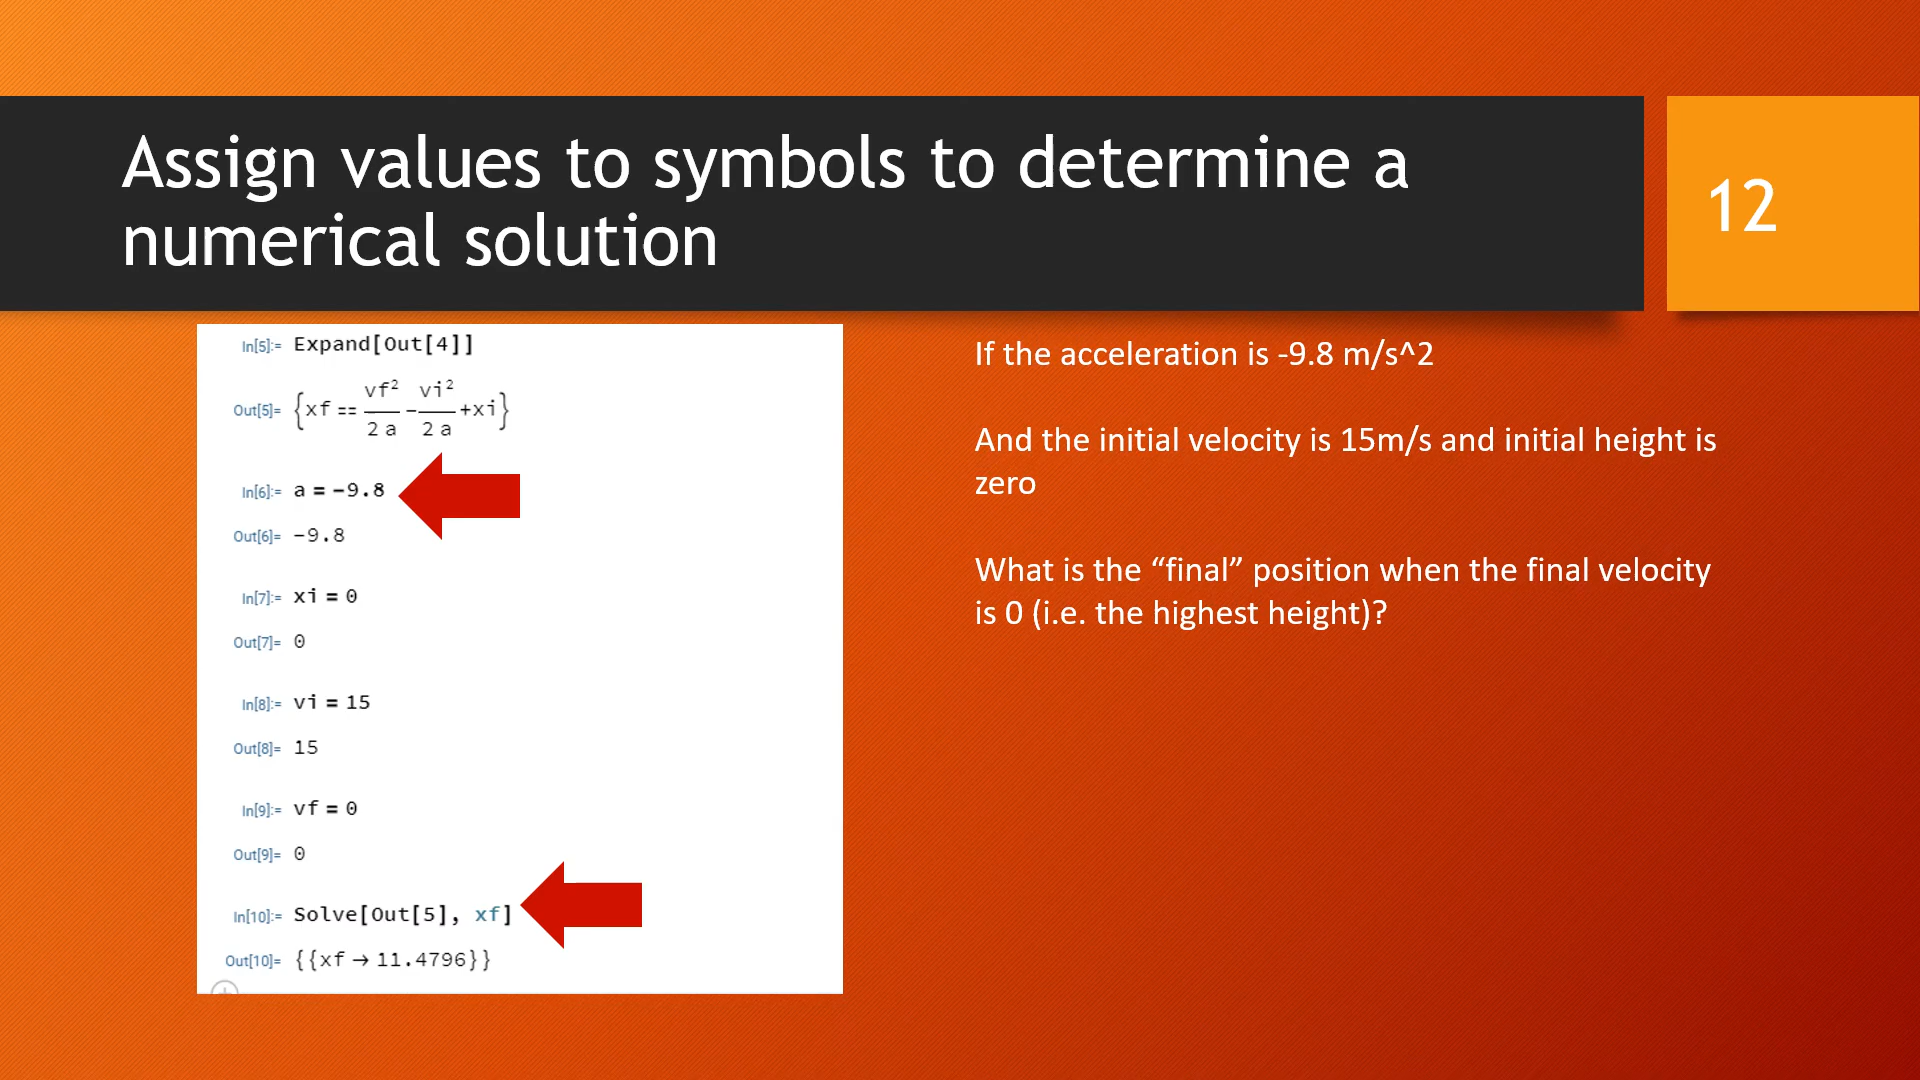 Assign values to symbols to determine a
numerical solution
12
In[5]:= Expand[Out[4]]
Out[5]= {xf == vf²/2 a - vi²/2 a +xi}
In[6]:= a = -9.8
Out[6]= -9.8
In[7]:= xi = 0
Out[7]= 0
In[8]:= vi = 15
Out[8]= 15
In[9]:= vf = 0
Out[9]= 0
In[10]:= Solve[Out[5], xf]
Out[10]= {{xf → 11.4796}}
If the acceleration is -9.8 m/s^2
And the initial velocity is 15m/s and initial height is
zero
What is the “final” position when the final velocity
is 0 (i.e. the highest height)?